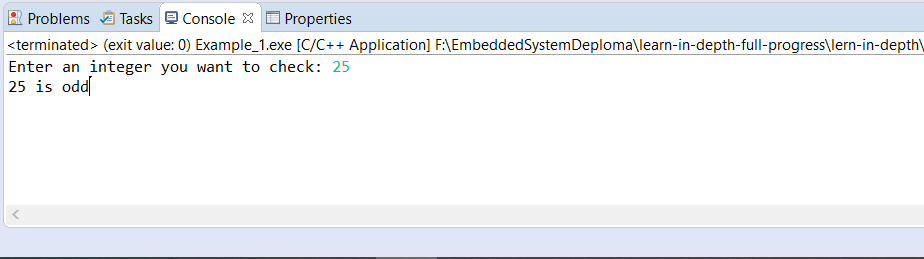 Problems Tasks Console Properties
<terminated> (exit value: 0) Example_1.exe [C/C++ Application] F:\EmbeddedSystemDeploma\learn-in-depth-full-progress\lern-in-depth\
Enter an integer you want to check: 25
25 is odd